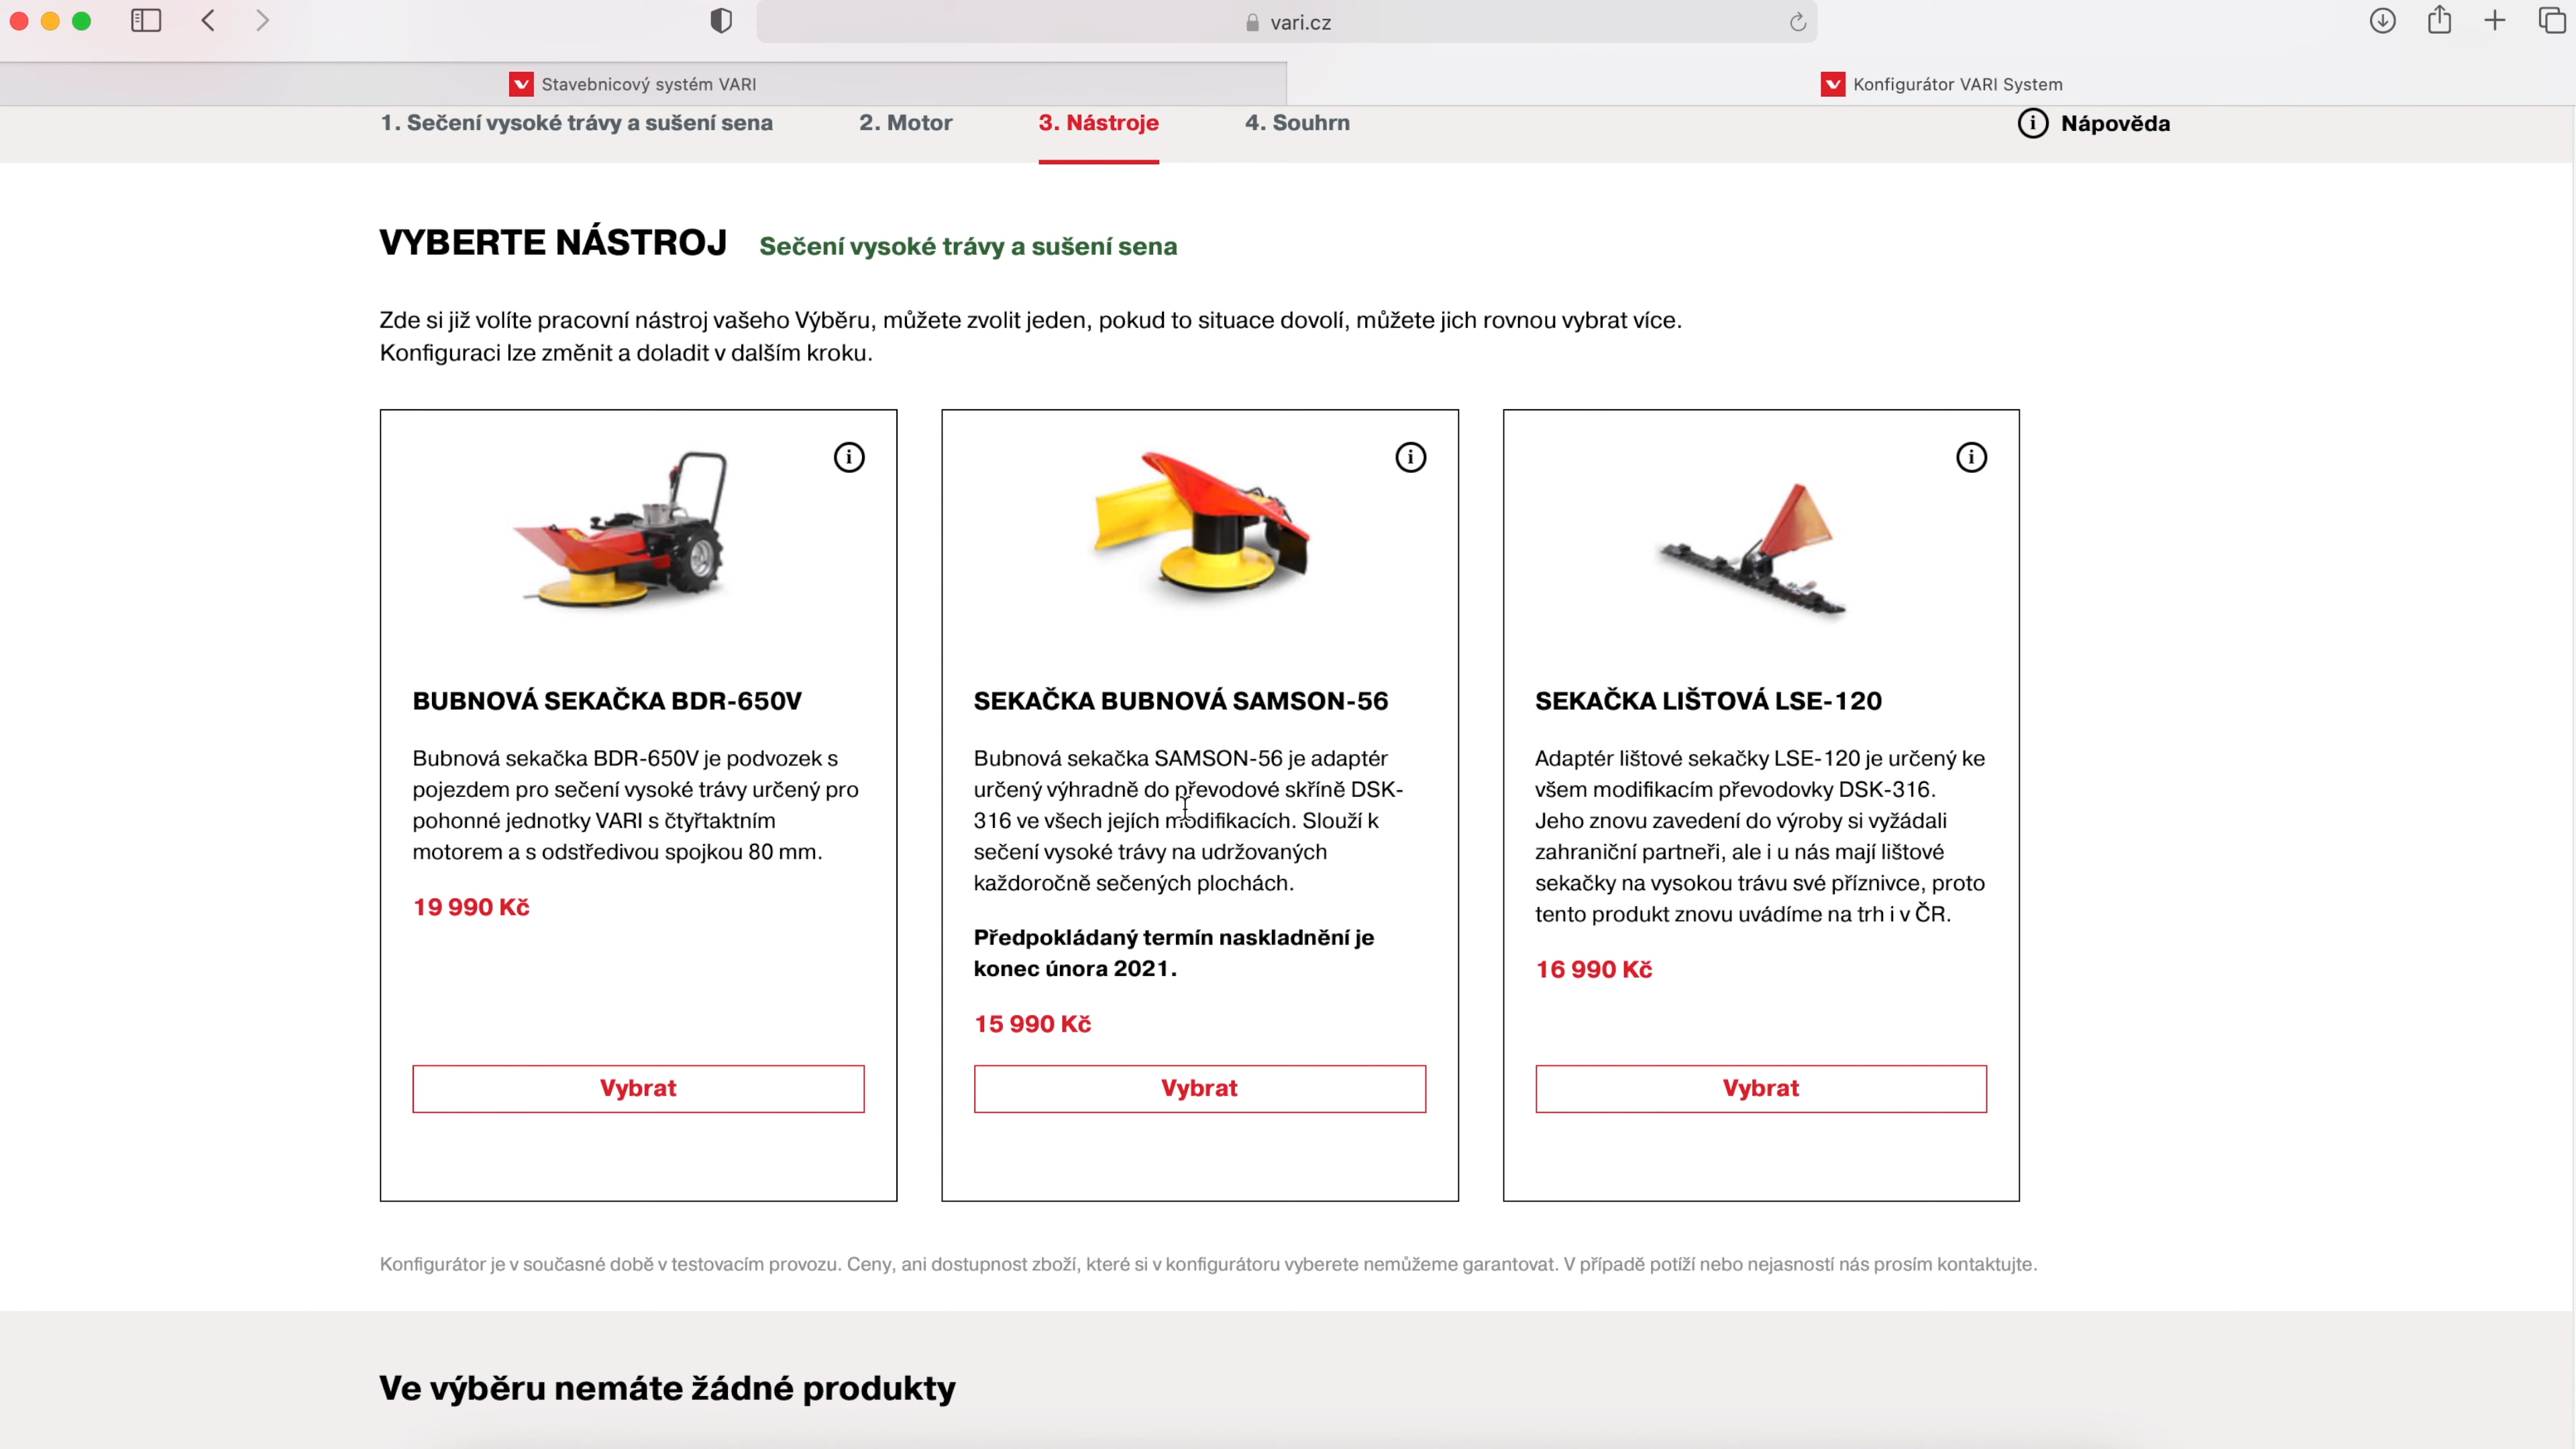 vari.cz
Stavebnicový systém VARI
Konfigurátor VARI System
1. Sečení vysoké trávy a sušení sena
2. Motor
3. Nástroje
4. Souhrn
Nápověda
VYBERTE NÁSTROJ
Sečení vysoké trávy a sušení sena
Zde si již volíte pracovní nástroj vašeho Výběru, můžete zvolit jeden, pokud to situace dovolí, můžete jich rovnou vybrat více.
Konfiguraci lze změnit a doladit v dalším kroku.
BUBNOVÁ SEKAČKA BDR-650V
Bubnová sekačka BDR-650V je podvozek s
pojezdem pro sečení vysoké trávy určený pro
pohonné jednotky VARI s čtyřtaktním
motorem a s odstředivou spojkou 80 mm.
19 990 Kč
Vybrat
SEKAČKA BUBNOVÁ SAMSON-56
Bubnová sekačka SAMSON-56 je adaptér
určený výhradně do převodové skříně DSK-
316 ve všech jejích modifikacích. Slouží k
sečení vysoké trávy na udržovaných
každoročně sečených plochách.
Předpokládaný termín naskladnění je
konec února 2021.
15 990 Kč
Vybrat
SEKAČKA LIŠTOVÁ LSE-120
Adaptér lištové sekačky LSE-120 je určený ke
všem modifikacím převodovky DSK-316.
Jeho znovu zavedení do výroby si vyžádali
zahraniční partneři, ale i u nás mají lištové
sekačky na vysokou trávu své příznivce, proto
tento produkt znovu uvádíme na trh i v ČR.
16 990 Kč
Vybrat
Konfigurátor je v současné době v testovacím provozu. Ceny, ani dostupnost zboží, které si v konfigurátoru vyberete nemůžeme garantovat. V případě potíží nebo nejasností nás prosím kontaktujte.
Ve výběru nemáte žádné produkty